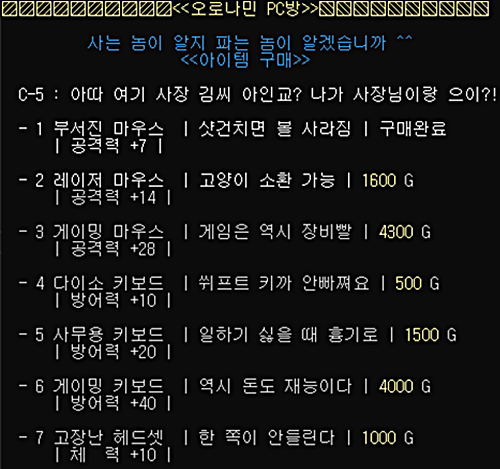 ▨▨▨▨▨▨▨▨▨▨<<오로나민 PC방>>▨▨▨▨▨▨▨▨▨▨
사는 놈이 알지 파는 놈이 알겠습니까 ^^
<<아이템 구매>>
C-5 : 아따 여기 사장 김씨 아인교? 나가 사장님이랑 으이?!
- 1 부서진 마우스 | 샷건치면 볼 사라짐 | 구매완료
| 공격력 +7 |
- 2 레이저 마우스 | 고양이 소환 가능 | 1600 G
| 공격력 +14 |
- 3 게이밍 마우스 | 게임은 역시 장비빨 | 4300 G
| 공격력 +28 |
- 4 다이소 키보드 | 쉬프트 키까 안빠쪄요 | 500 G
| 방어력 +10 |
- 5 사무용 키보드 | 일하기 싫을 때 흉기로 | 1500 G
| 방어력 +20 |
- 6 게이밍 키보드 | 역시 돈도 재능이다 | 4000 G
| 방어력 +40 |
- 7 고장난 헤드셋 | 한 쪽이 안들린다 | 1000 G
| 체 력 +10 |